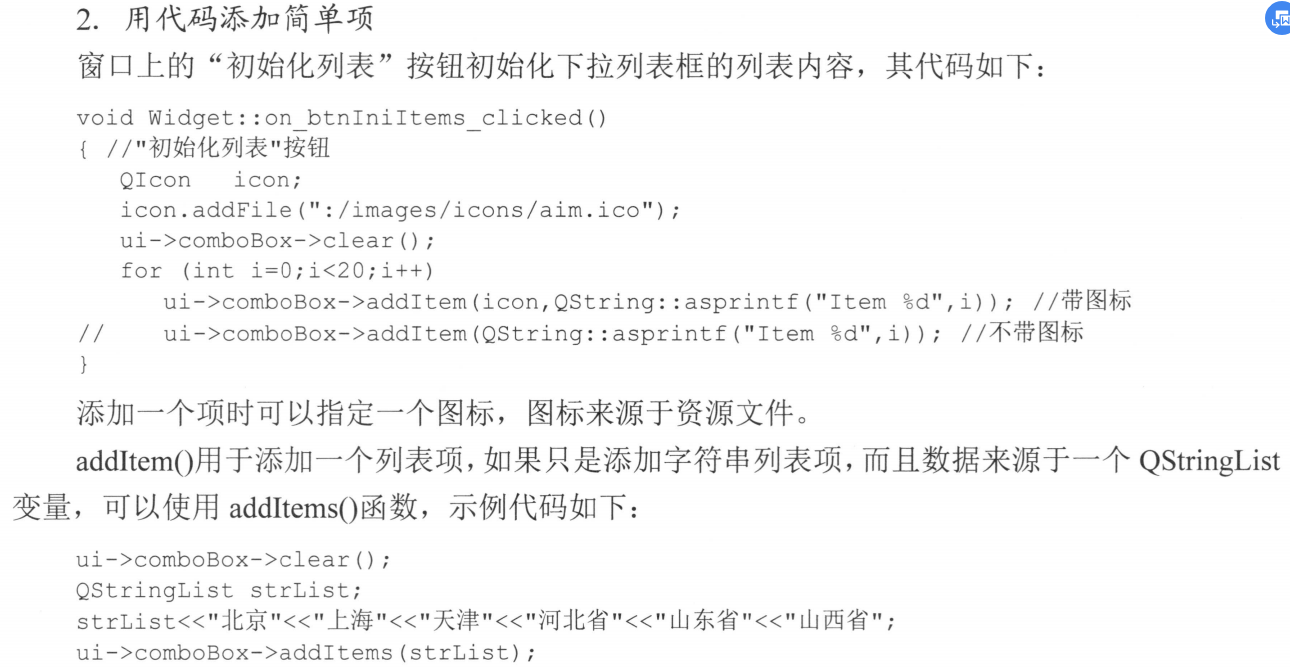 2. 用代码添加简单项
窗口上的“初始化列表”按钮初始化下拉列表框的列表内容，其代码如下：
void Widget::on_btnIniItems_clicked()
{ //"初始化列表"按钮
   QIcon   icon;
   icon.addFile(":/images/icons/aim.ico");
   ui->comboBox->clear();
   for (int i=0;i<20;i++)
      ui->comboBox->addItem(icon,QString::asprintf("Item %d",i)); //带图标
//    ui->comboBox->addItem(QString::asprintf("Item %d",i)); //不带图标
}
添加一个项时可以指定一个图标，图标来源于资源文件。
addItem()用于添加一个列表项，如果只是添加字符串列表项，而且数据来源于一个 QStringList
变量，可以使用 addItems()函数，示例代码如下：
ui->comboBox->clear();
QStringList strList;
strList<<"北京"<<"上海"<<"天津"<<"河北省"<<"山东省"<<"山西省";
ui->comboBox->addItems(strList);